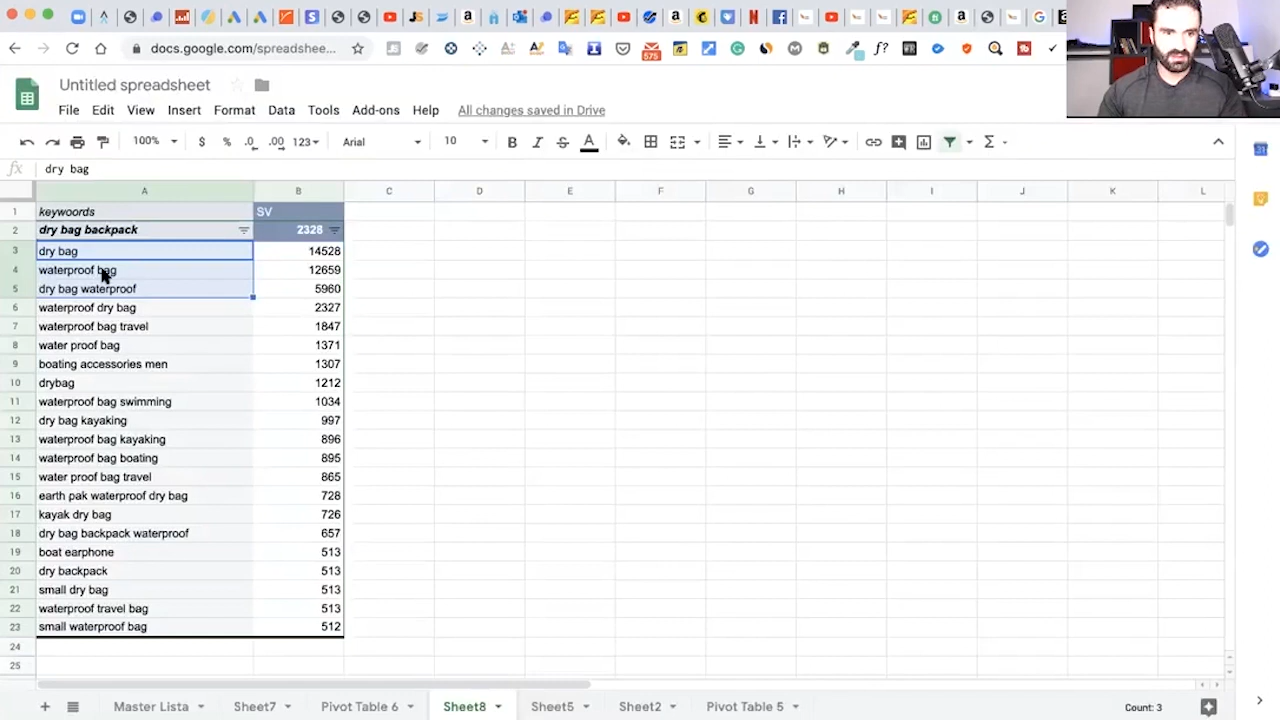 docs.google.com/spreadshee...
575
Untitled spreadsheet
File Edit View Insert Format Data Tools Add-ons Help All changes saved in Drive
100% $ % .0 .00 123 Arial 10 B I S A
fx dry bag
A B C D E F G H I J K L
1 keywoords SV
2 dry bag backpack 2328
3 dry bag 14528
4 waterproof bag 12659
5 dry bag waterproof 5960
6 waterproof dry bag 2327
7 waterproof bag travel 1847
8 water proof bag 1371
9 boating accessories men 1307
10 drybag 1212
11 waterproof bag swimming 1034
12 dry bag kayaking 997
13 waterproof bag kayaking 896
14 waterproof bag boating 895
15 water proof bag travel 865
16 earth pak waterproof dry bag 728
17 kayak dry bag 726
18 dry bag backpack waterproof 657
19 boat earphone 513
20 dry backpack 513
21 small dry bag 513
22 waterproof travel bag 513
23 small waterproof bag 512
24
25
Master Lista Sheet7 Pivot Table 6 Sheet8 Sheet5 Sheet2 Pivot Table 5 Count: 3